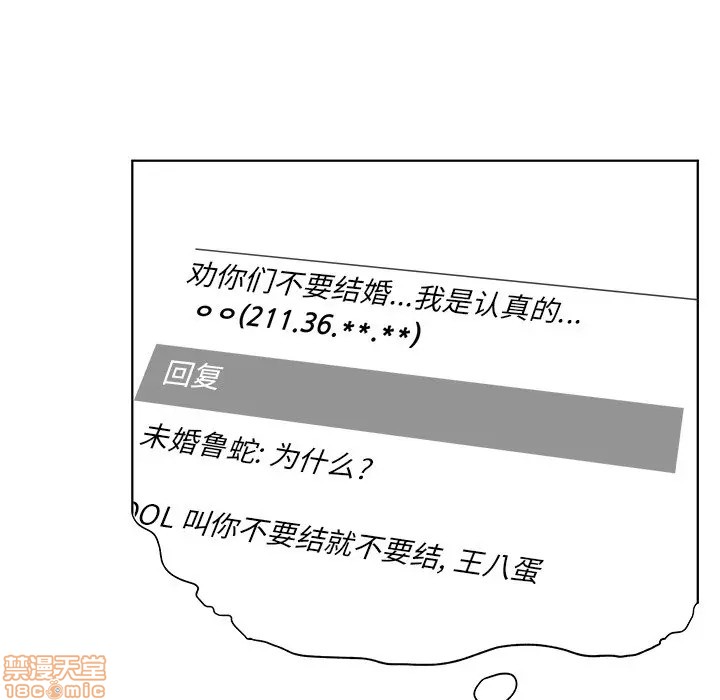 劝你们不要结婚...我是认真的...
ㅇㅇ(211.36.**.**)
回复
未婚鲁蛇: 为什么?
OOL 叫你不要结就不要结, 王八蛋
禁漫天堂
18comic